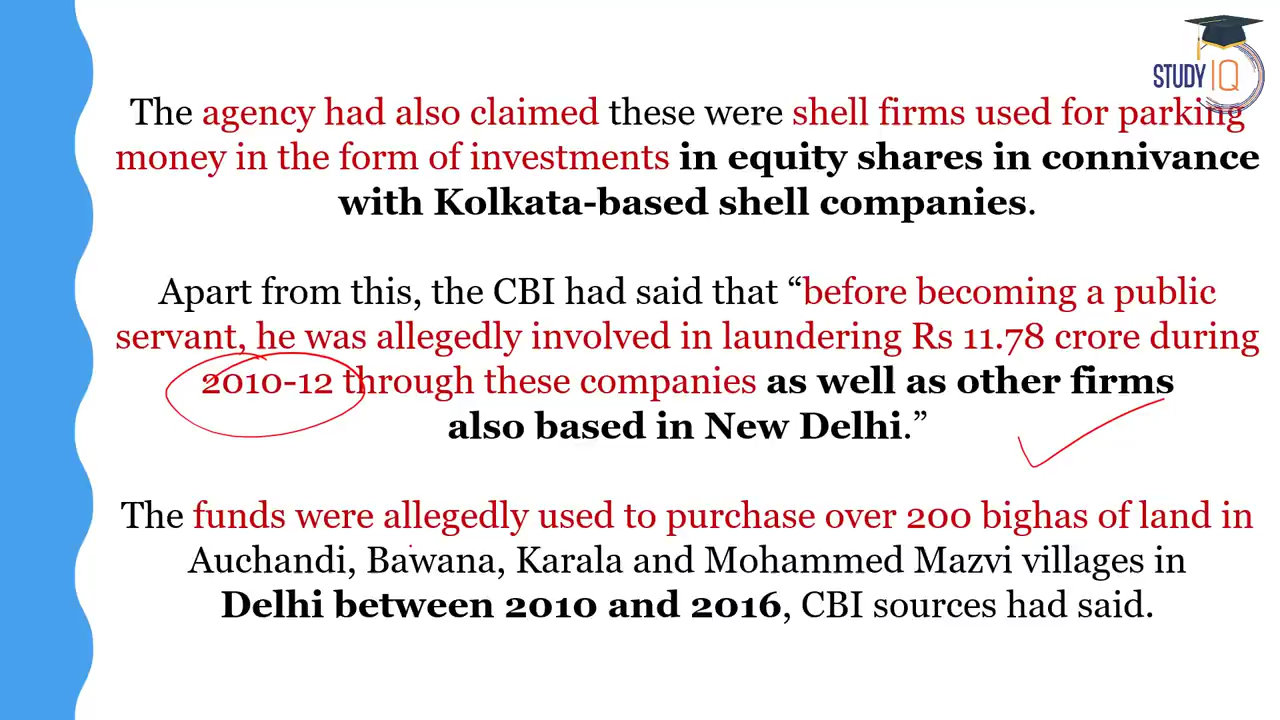 STUDY IQ
The agency had also claimed these were shell firms used for parking
money in the form of investments in equity shares in connivance
with Kolkata-based shell companies.
Apart from this, the CBI had said that “before becoming a public
servant, he was allegedly involved in laundering Rs 11.78 crore during
2010-12 through these companies as well as other firms
also based in New Delhi.”
The funds were allegedly used to purchase over 200 bighas of land in
Auchandi, Bawana, Karala and Mohammed Mazvi villages in
Delhi between 2010 and 2016, CBI sources had said.